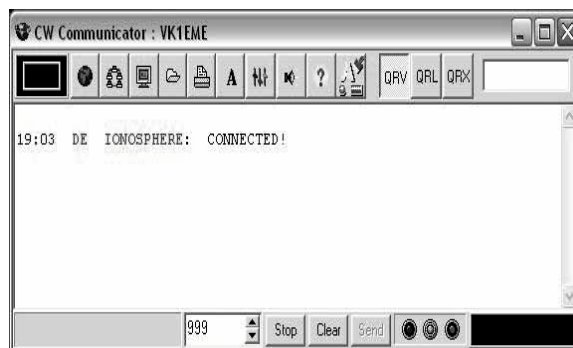 CW Communicator : VK1EME
A ? QRV QRL QRX
19:03 DE IONOSPHERE: CONNECTED!
999 Stop Clear Send